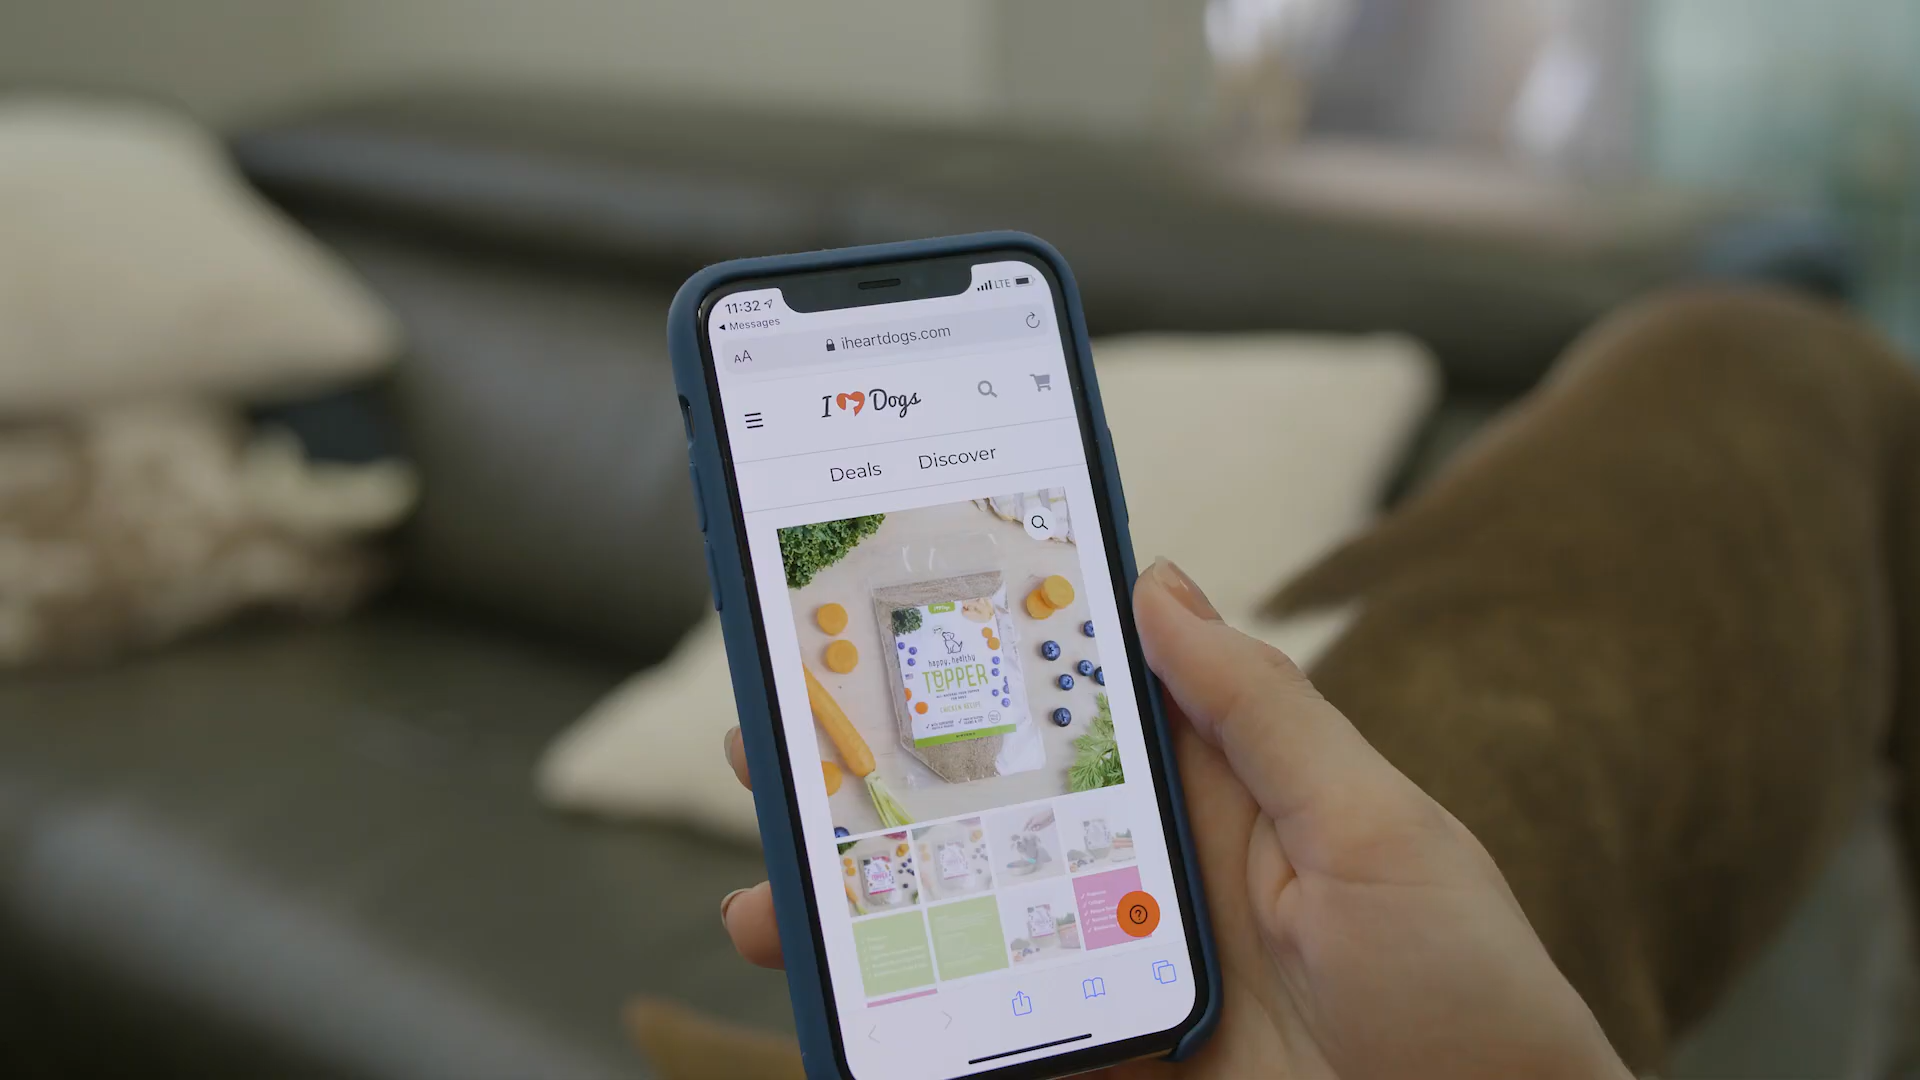 11:32
LTE
Messages
AA
iheartdogs.com
I Dogs
Deals
Discover
happy, healthy
TOPPER
CHICKEN RECIPE